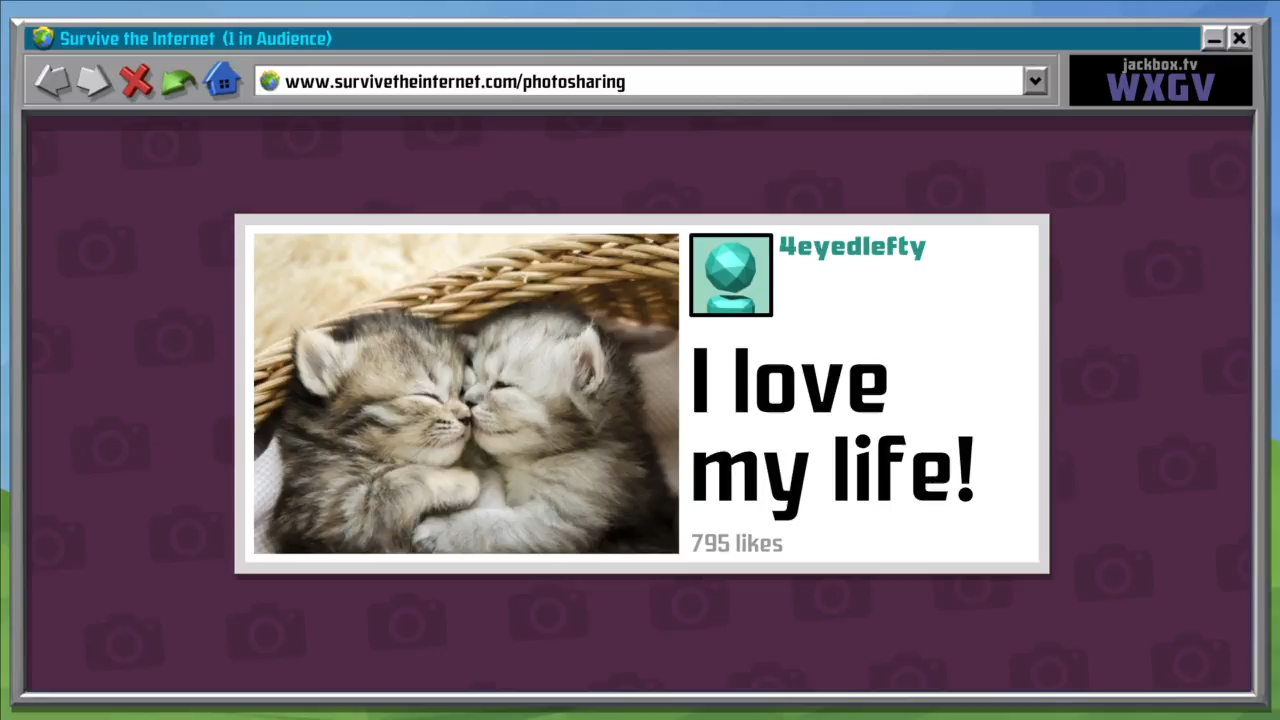 Survive the Internet (1 in Audience)
www.survivetheinternet.com/photosharing
jackbox.tv
WXGV
4eyedlefty
I love
my life!
795 likes